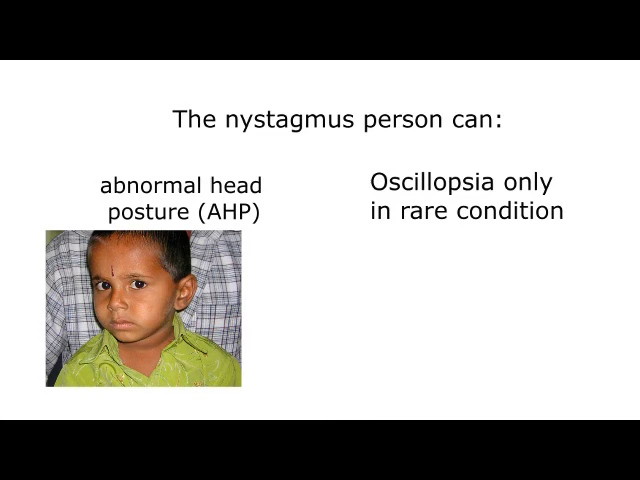 The nystagmus person can:
abnormal head
posture (AHP)
Oscillopsia only
in rare condition